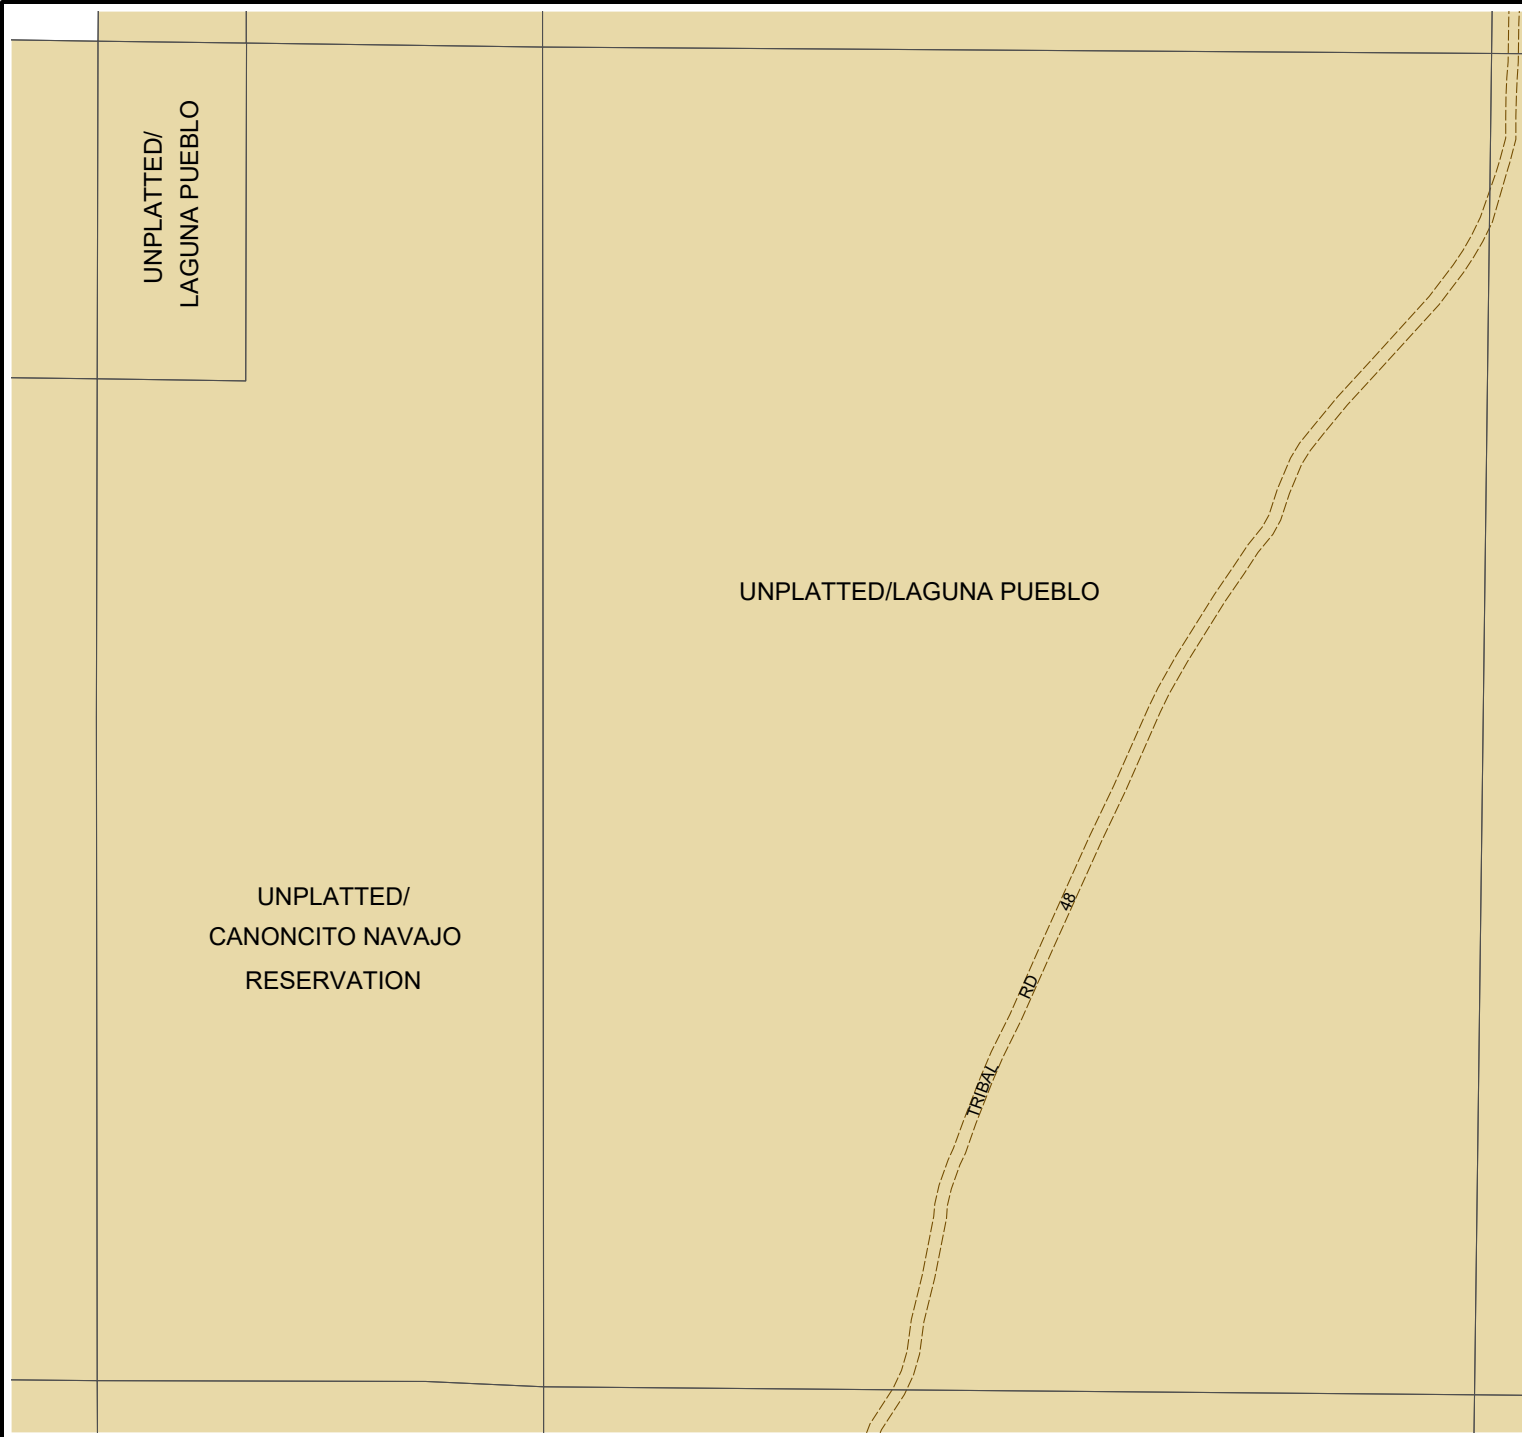 UNPLATTED/
LAGUNA PUEBLO
UNPLATTED/LAGUNA PUEBLO
UNPLATTED/
CANONCITO NAVAJO
RESERVATION
TRIBAL RD 48